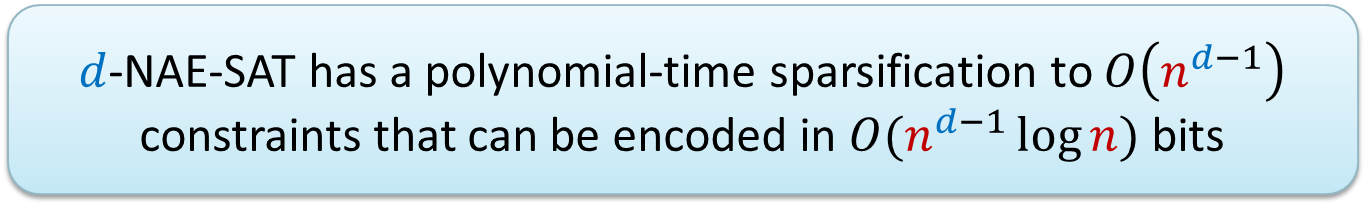 d-NAE-SAT has a polynomial-time sparsification to O(n^{d−1})
constraints that can be encoded in O(n^{d−1} log n) bits